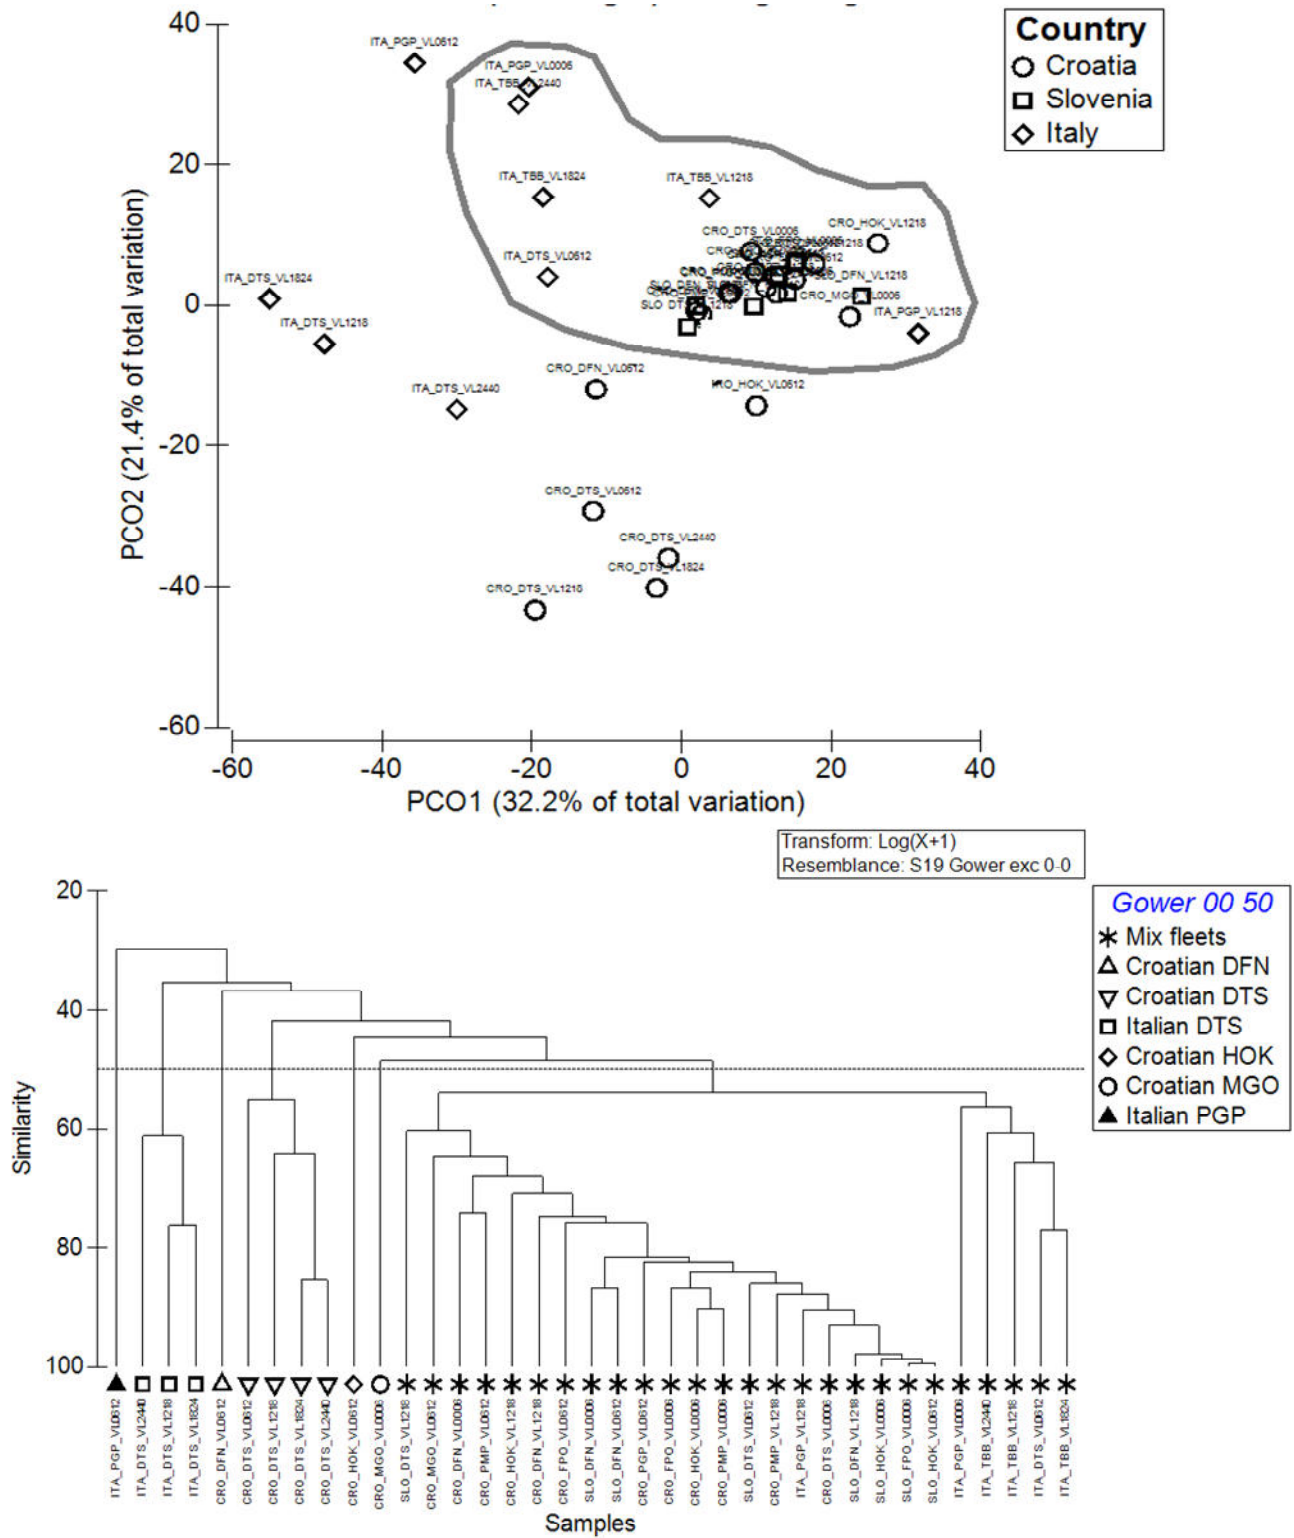 40
20
0
-20
-40
-60
PCO2 (21.4% of total variation)
-60
-40
-20
0
20
40
PCO1 (32.2% of total variation)
Country
Croatia
Slovenia
Italy
ITA_PGP_VL0612
ITA_PGP_VL0006
ITA_TBB_VL2440
ITA_TBB_VL1824
ITA_TBB_VL1218
CRO_HOK_VL1218
CRO_DTS_VL0006
ITA_DTS_VL0612
SLO_DFN_VL1218
ITA_DTS_VL1824
CRO_MGO_VL0006
ITA_PGP_VL1218
ITA_DTS_VL1218
CRO_DFN_VL0612
HOK_VL0612
ITA_DTS_VL2440
CRO_DTS_VL0612
CRO_DTS_VL2440
CRO_DTS_VL1824
CRO_DTS_VL1218
Transform: Log(X+1)
Resemblance: S19 Gower exc 0-0
20
40
60
80
100
Similarity
Gower 00 50
Mix fleets
Croatian DFN
Croatian DTS
Italian DTS
Croatian HOK
Croatian MGO
Italian PGP
ITA_PGP_VL0612
ITA_DTS_VL2440
ITA_DTS_VL1218
ITA_DTS_VL1824
CRO_DFN_VL0612
CRO_DTS_VL0612
CRO_DTS_VL1218
CRO_DTS_VL1824
CRO_DTS_VL2440
CRO_HOK_VL0612
CRO_MGO_VL0006
SLO_DTS_VL1218
CRO_MGO_VL0612
CRO_DFN_VL0006
CRO_PMP_VL0612
CRO_HOK_VL1218
CRO_DFN_VL1218
CRO_FPO_VL0612
SLO_DFN_VL0006
SLO_DFN_VL0612
CRO_PGP_VL0612
CRO_FPO_VL0006
CRO_HOK_VL0006
CRO_PMP_VL0006
SLO_DTS_VL0612
CRO_PMP_VL1218
ITA_PGP_VL1218
CRO_DTS_VL0006
SLO_DFN_VL1218
SLO_HOK_VL0006
SLO_FPO_VL0006
SLO_HOK_VL0612
ITA_PGP_VL0006
ITA_TBB_VL2440
ITA_TBB_VL1218
ITA_DTS_VL0612
ITA_TBB_VL1824
Samples